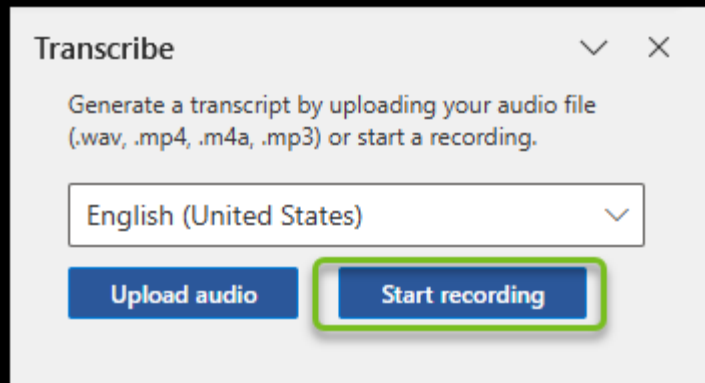 Transcribe
Generate a transcript by uploading your audio file
(.wav, .mp4, .m4a, .mp3) or start a recording.
English (United States)
Upload audio
Start recording